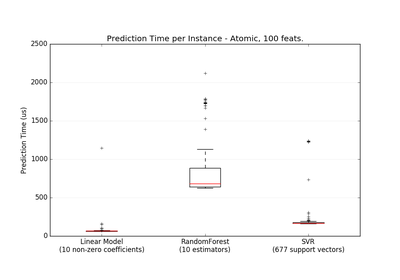 Prediction Time per Instance - Atomic, 100 feats.
2500
2000
1500
1000
500
0
Prediction Time (us)
Linear Model
(10 non-zero coefficients)
RandomForest
(10 estimators)
SVR
(677 support vectors)